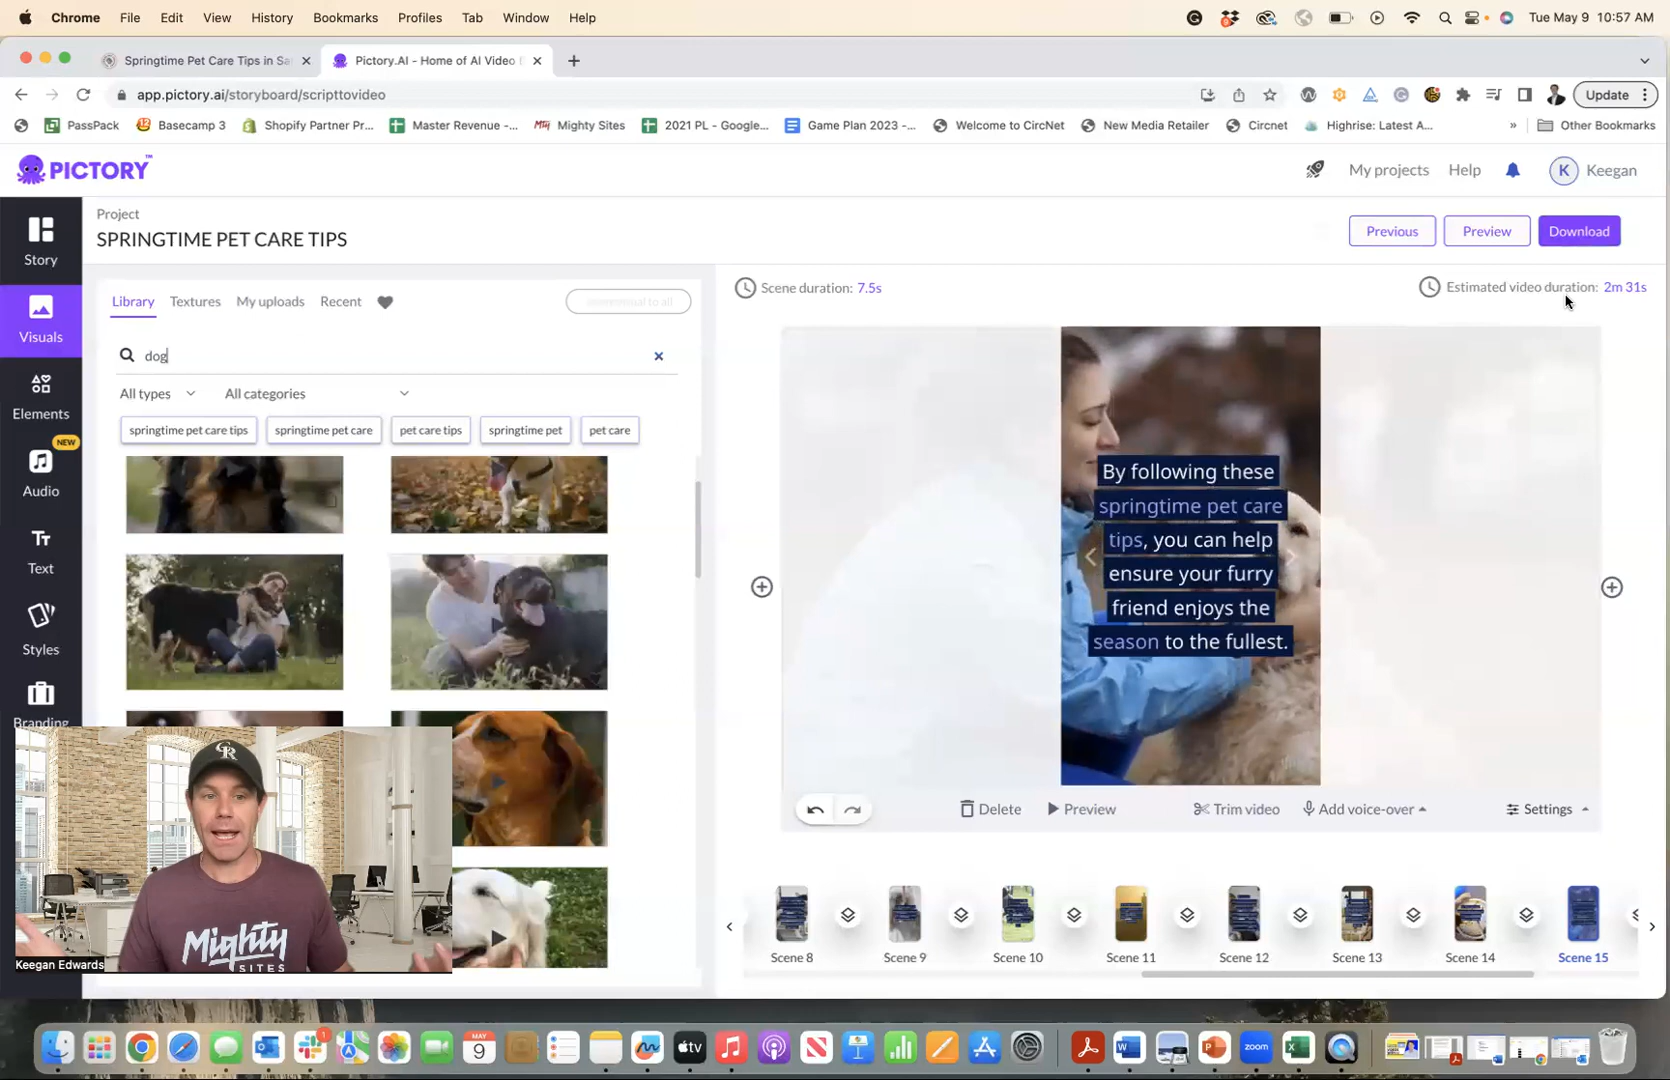 Chrome File Edit View History Bookmarks Profiles Tab Window Help Tue May 9 10:57 AM
Springtime Pet Care Tips in Sa
Pictory.AI - Home of AI Video
app.pictory.ai/storyboard/scripttovideo
Update
PassPack Basecamp 3 Shopify Partner Pr... Master Revenue -... Mighty Sites 2021 PL - Google... Game Plan 2023 -... Welcome to CircNet New Media Retailer Circnet Highrise: Latest A... » Other Bookmarks
PICTORY™
My projects Help K Keegan
Project
SPRINGTIME PET CARE TIPS
Previous Preview Download
Story
Visuals
Elements
NEW
Audio
Text
Styles
Branding
Library Textures My uploads Recent
dog
All types All categories
springtime pet care tips springtime pet care pet care tips springtime pet pet care
Scene duration: 7.5s
Estimated video duration: 2m 31s
By following these
springtime pet care
tips, you can help
ensure your furry
friend enjoys the
season to the fullest.
Delete Preview Trim video Add voice-over Settings
Scene 8 Scene 9 Scene 10 Scene 11 Scene 12 Scene 13 Scene 14 Scene 15
CR
Mighty
SITES
Keegan Edwards
1
MAY
9
tv
zoom